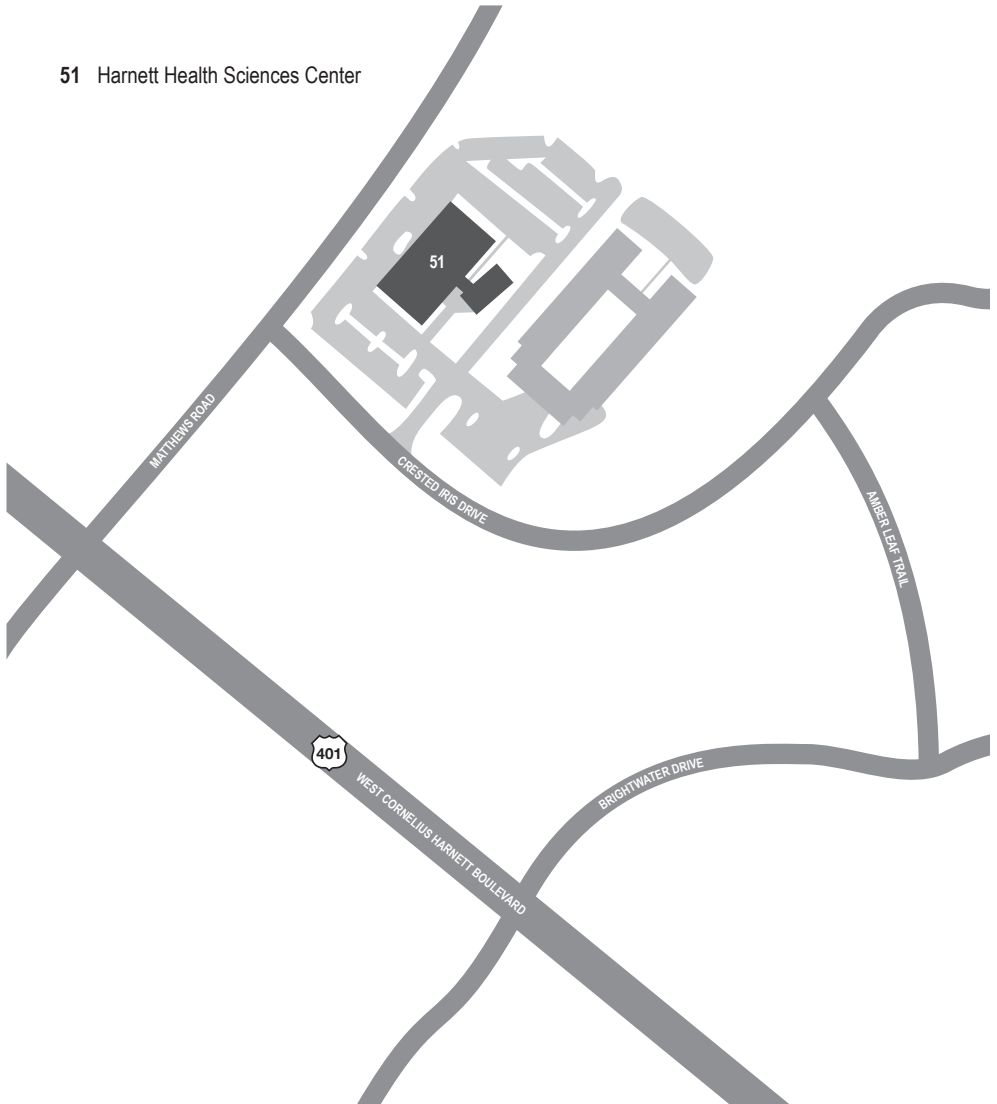 51 Harnett Health Sciences Center
51
MATTHEWS ROAD
CRESTED IRIS DRIVE
AMBER LEAF TRAIL
401
WEST CORNELIUS HARNETT BOULEVARD
BRIGHTWATER DRIVE